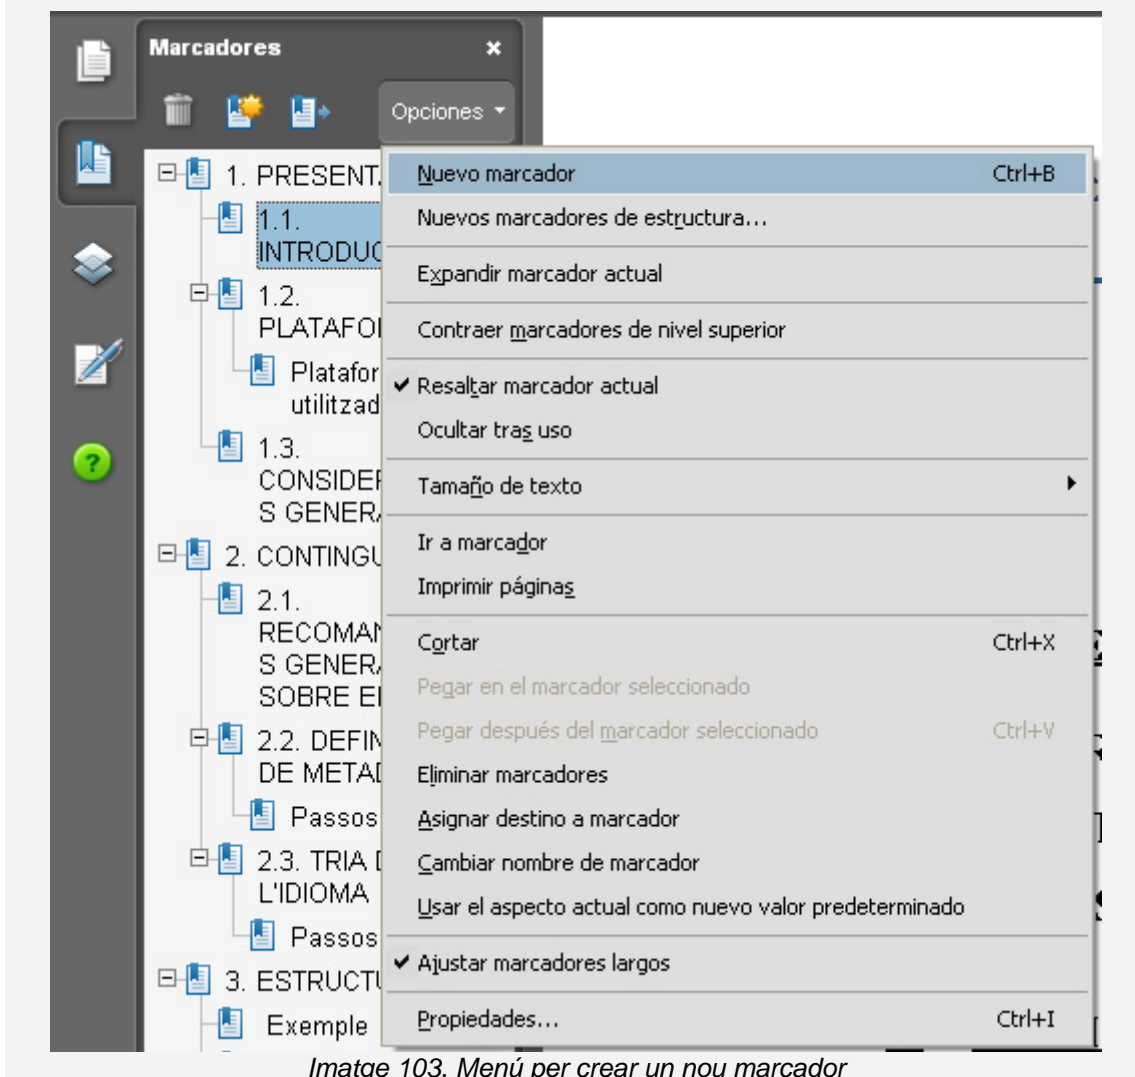 Marcadores
Opciones
1. PRESENT
1.1.
INTRODUC
1.2.
PLATAFO
Platafor
utilitzad
1.3.
CONSIDER
S GENER
2. CONTINGU
2.1.
RECOMAN
S GENER
SOBRE E
2.2. DEFIN
DE META
Passos
2.3. TRIA D
L'IDIOMA
Passos
3. ESTRUCTU
Exemple
Nuevo marcador Ctrl+B
Nuevos marcadores de estructura...
Expandir marcador actual
Contraer marcadores de nivel superior
Resaltar marcador actual
Ocultar tras uso
Tamaño de texto
Ir a marcador
Imprimir páginas
Cortar Ctrl+X
Pegar en el marcador seleccionado
Pegar después del marcador seleccionado Ctrl+V
Eliminar marcadores
Asignar destino a marcador
Cambiar nombre de marcador
Usar el aspecto actual como nuevo valor predeterminado
Ajustar marcadores largos
Propiedades... Ctrl+I
Imatge 103. Menú per crear un nou marcador